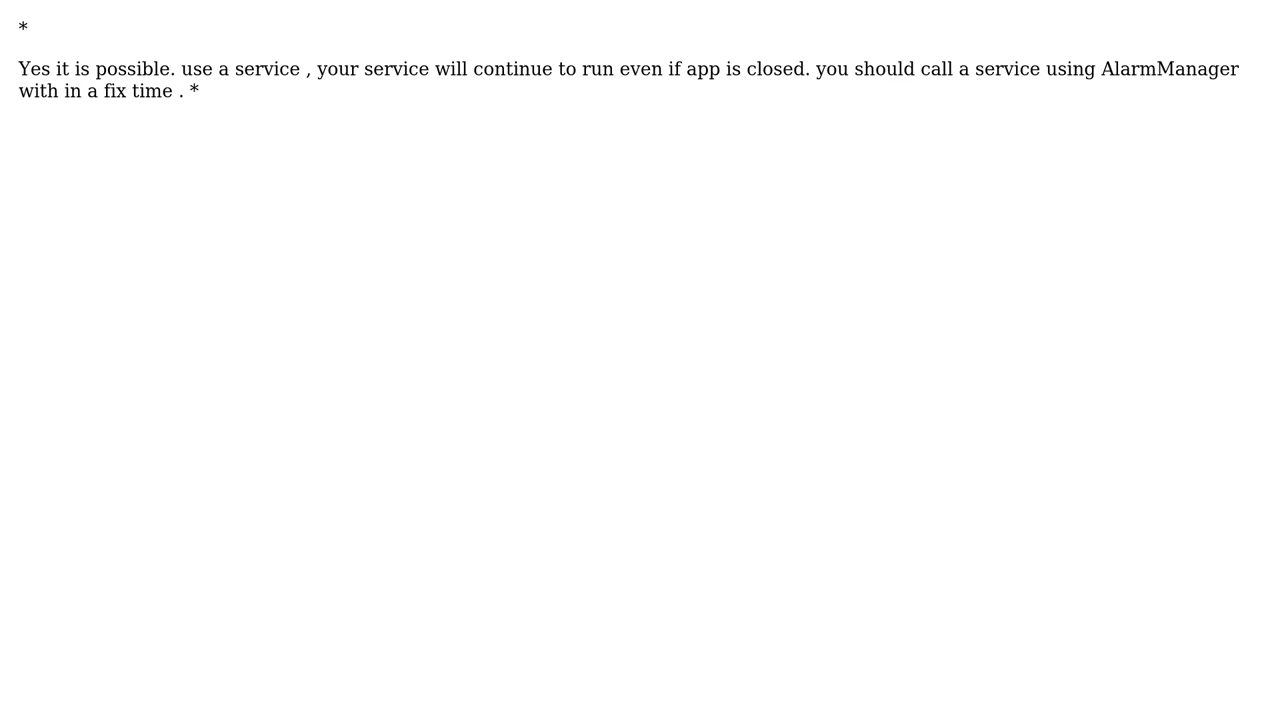 *
Yes it is possible. use a service , your service will continue to run even if app is closed. you should call a service using AlarmManager
with in a fix time . *